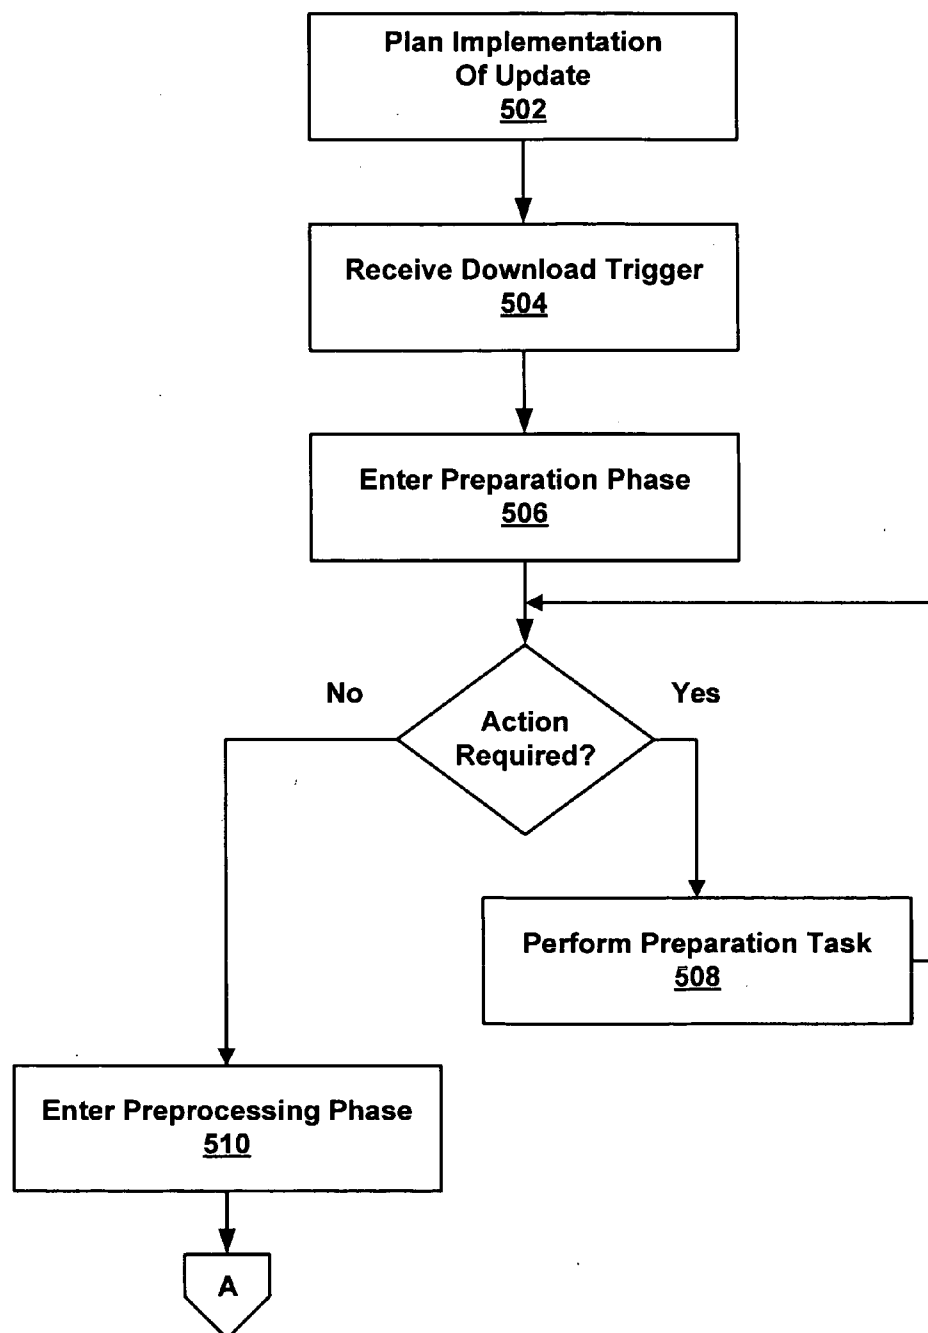 Plan Implementation
Of Update
502
Receive Download Trigger
504
Enter Preparation Phase
506
No
Yes
Action
Required?
Perform Preparation Task
508
Enter Preprocessing Phase
510
A